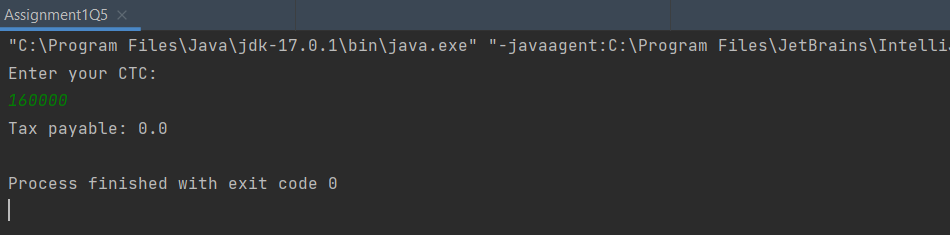 Assignment1Q5
"C:\Program Files\Java\jdk-17.0.1\bin\java.exe" "-javaagent:C:\Program Files\JetBrains\Intelli
Enter your CTC:
160000
Tax payable: 0.0
Process finished with exit code 0